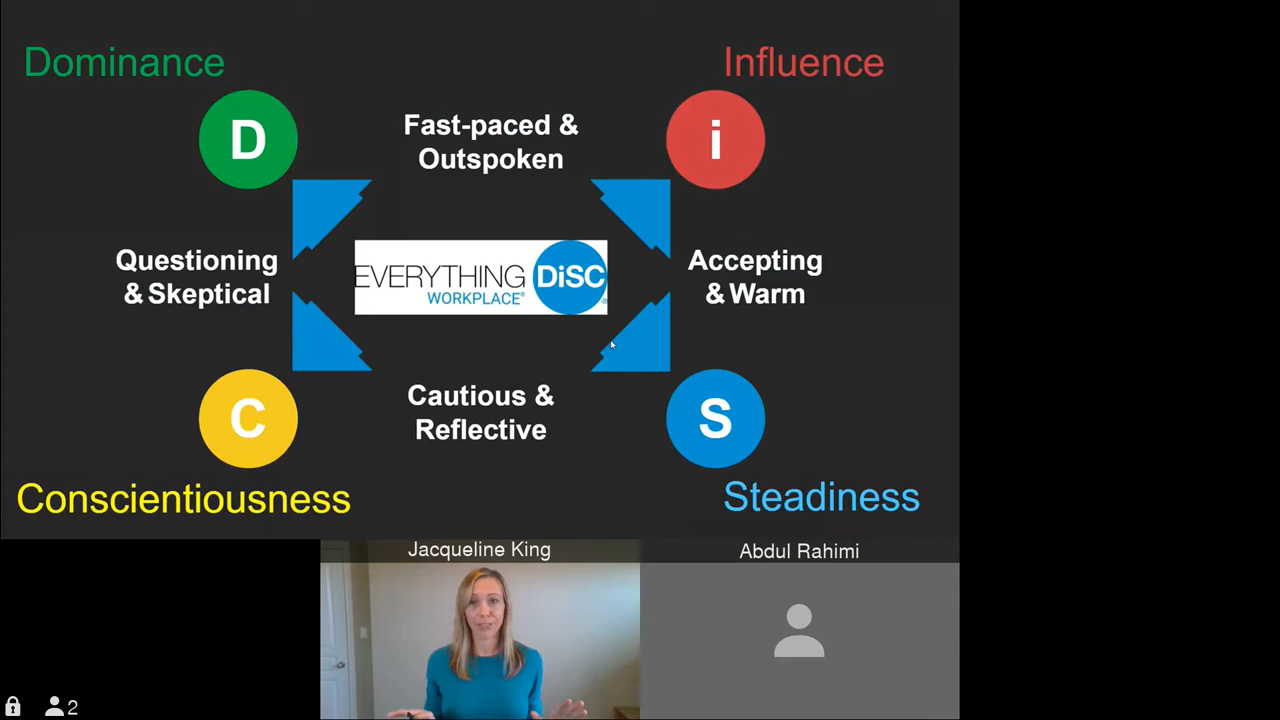 Dominance
Influence
D
Fast-paced &
Outspoken
i
Questioning
& Skeptical
EVERYTHING DiSC
WORKPLACE®
®
Accepting
& Warm
C
Cautious &
Reflective
S
Conscientiousness
Steadiness
Jacqueline King
Abdul Rahimi
2